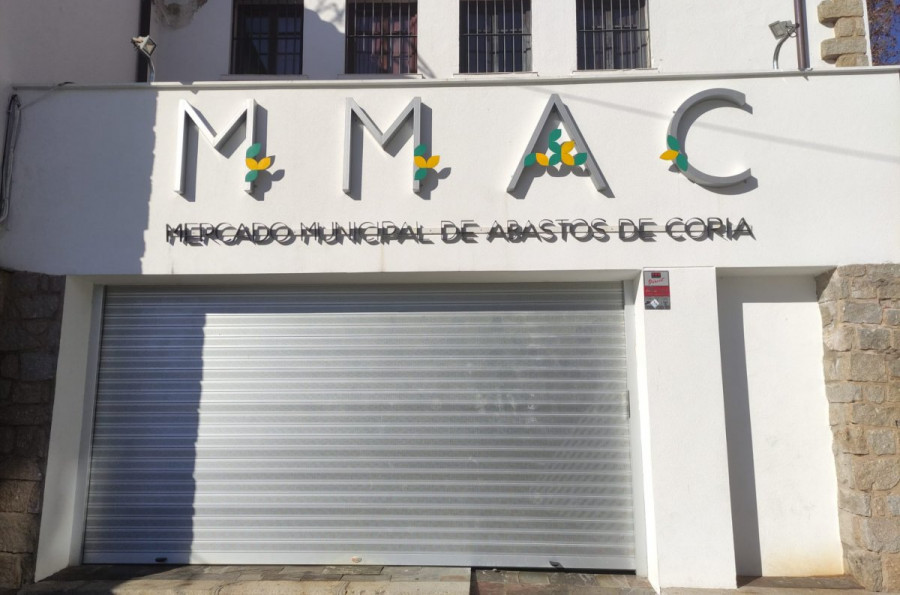 MMAC
MERCADO MUNICIPAL DE ABASTOS DE CORIA